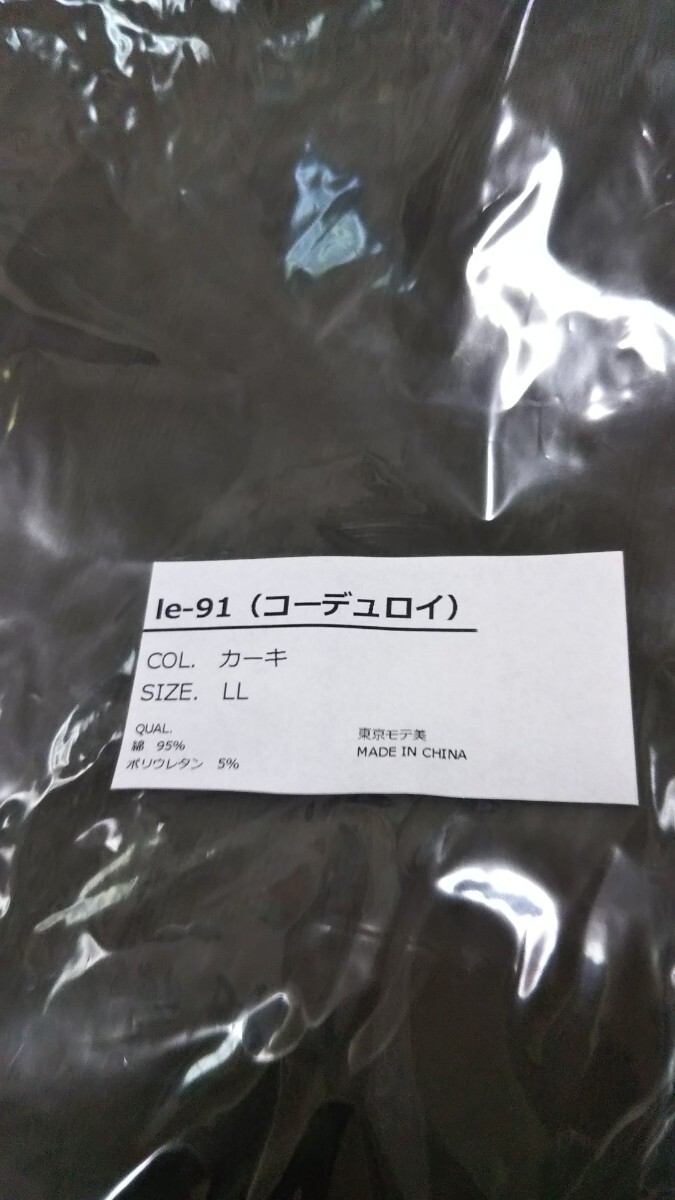 le-91（コーデュロイ）
COL. カーキ
SIZE. LL
QUAL.
綿 95%
ポリウレタン 5%
東京モテ美
MADE IN CHINA